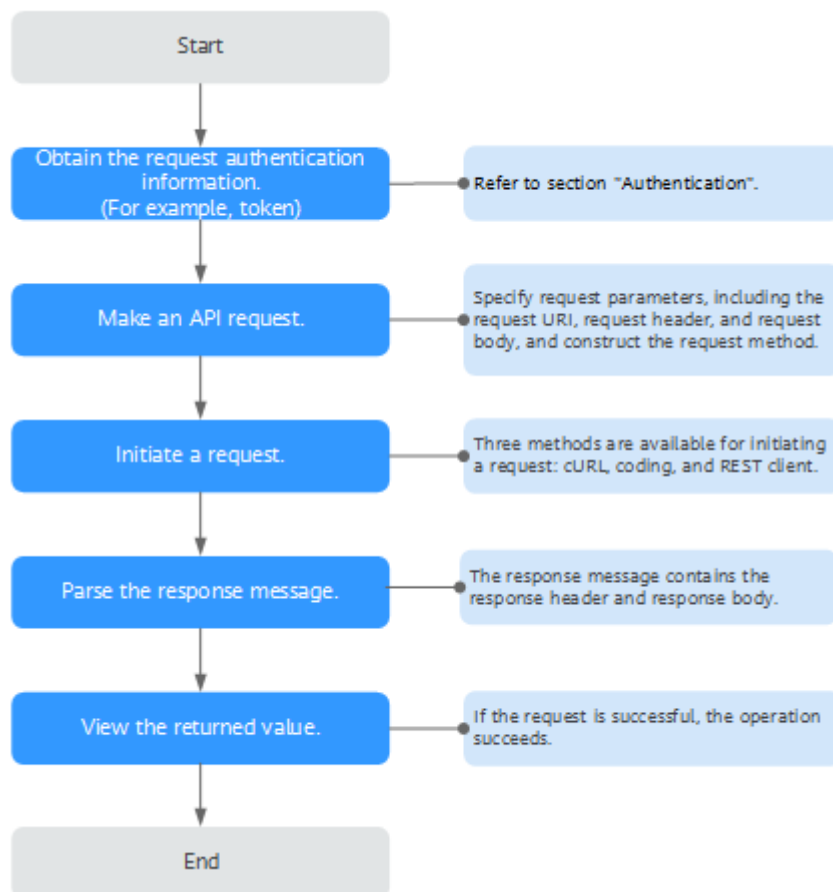 Start
Obtain the request authentication
information.
(For example, token)
Refer to section "Authentication".
Make an API request.
Specify request parameters, including the
request URI, request header, and request
body, and construct the request method.
Initiate a request.
Three methods are available for initiating
a request: cURL, coding, and REST client.
Parse the response message.
The response message contains the
response header and response body.
View the returned value.
If the request is successful, the operation
succeeds.
End